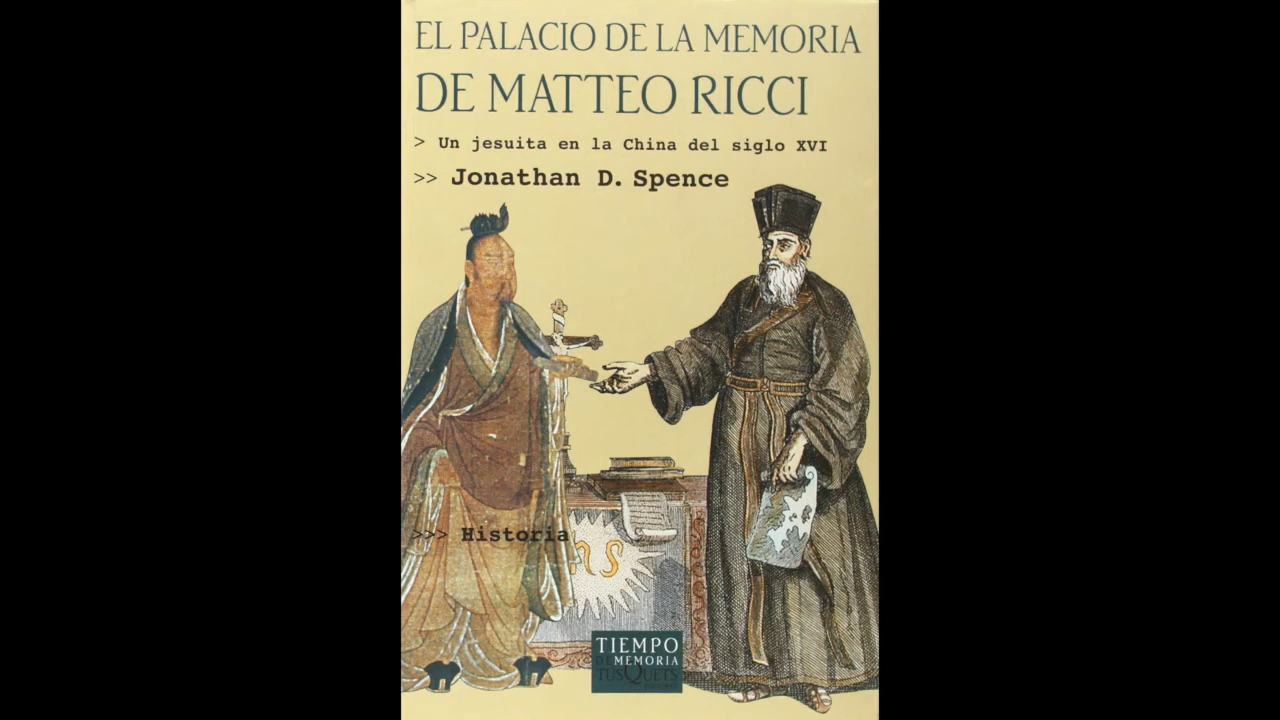 EL PALACIO DE LA MEMORIA
DE MATTEO RICCI
> Un jesuita en la China del siglo XVI
>> Jonathan D. Spence
>>> Historia
TIEMPO
DE MEMORIA
TUSQUETS